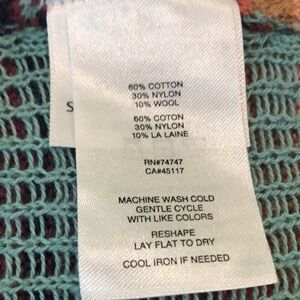 S
60% COTTON
30% NYLON
10% WOOL
60% COTON
30% NYLON
10% LA LAINE
RN#74747
CA#45117
MACHINE WASH COLD
GENTLE CYCLE
WITH LIKE COLORS
RESHAPE
LAY FLAT TO DRY
COOL IRON IF NEEDED